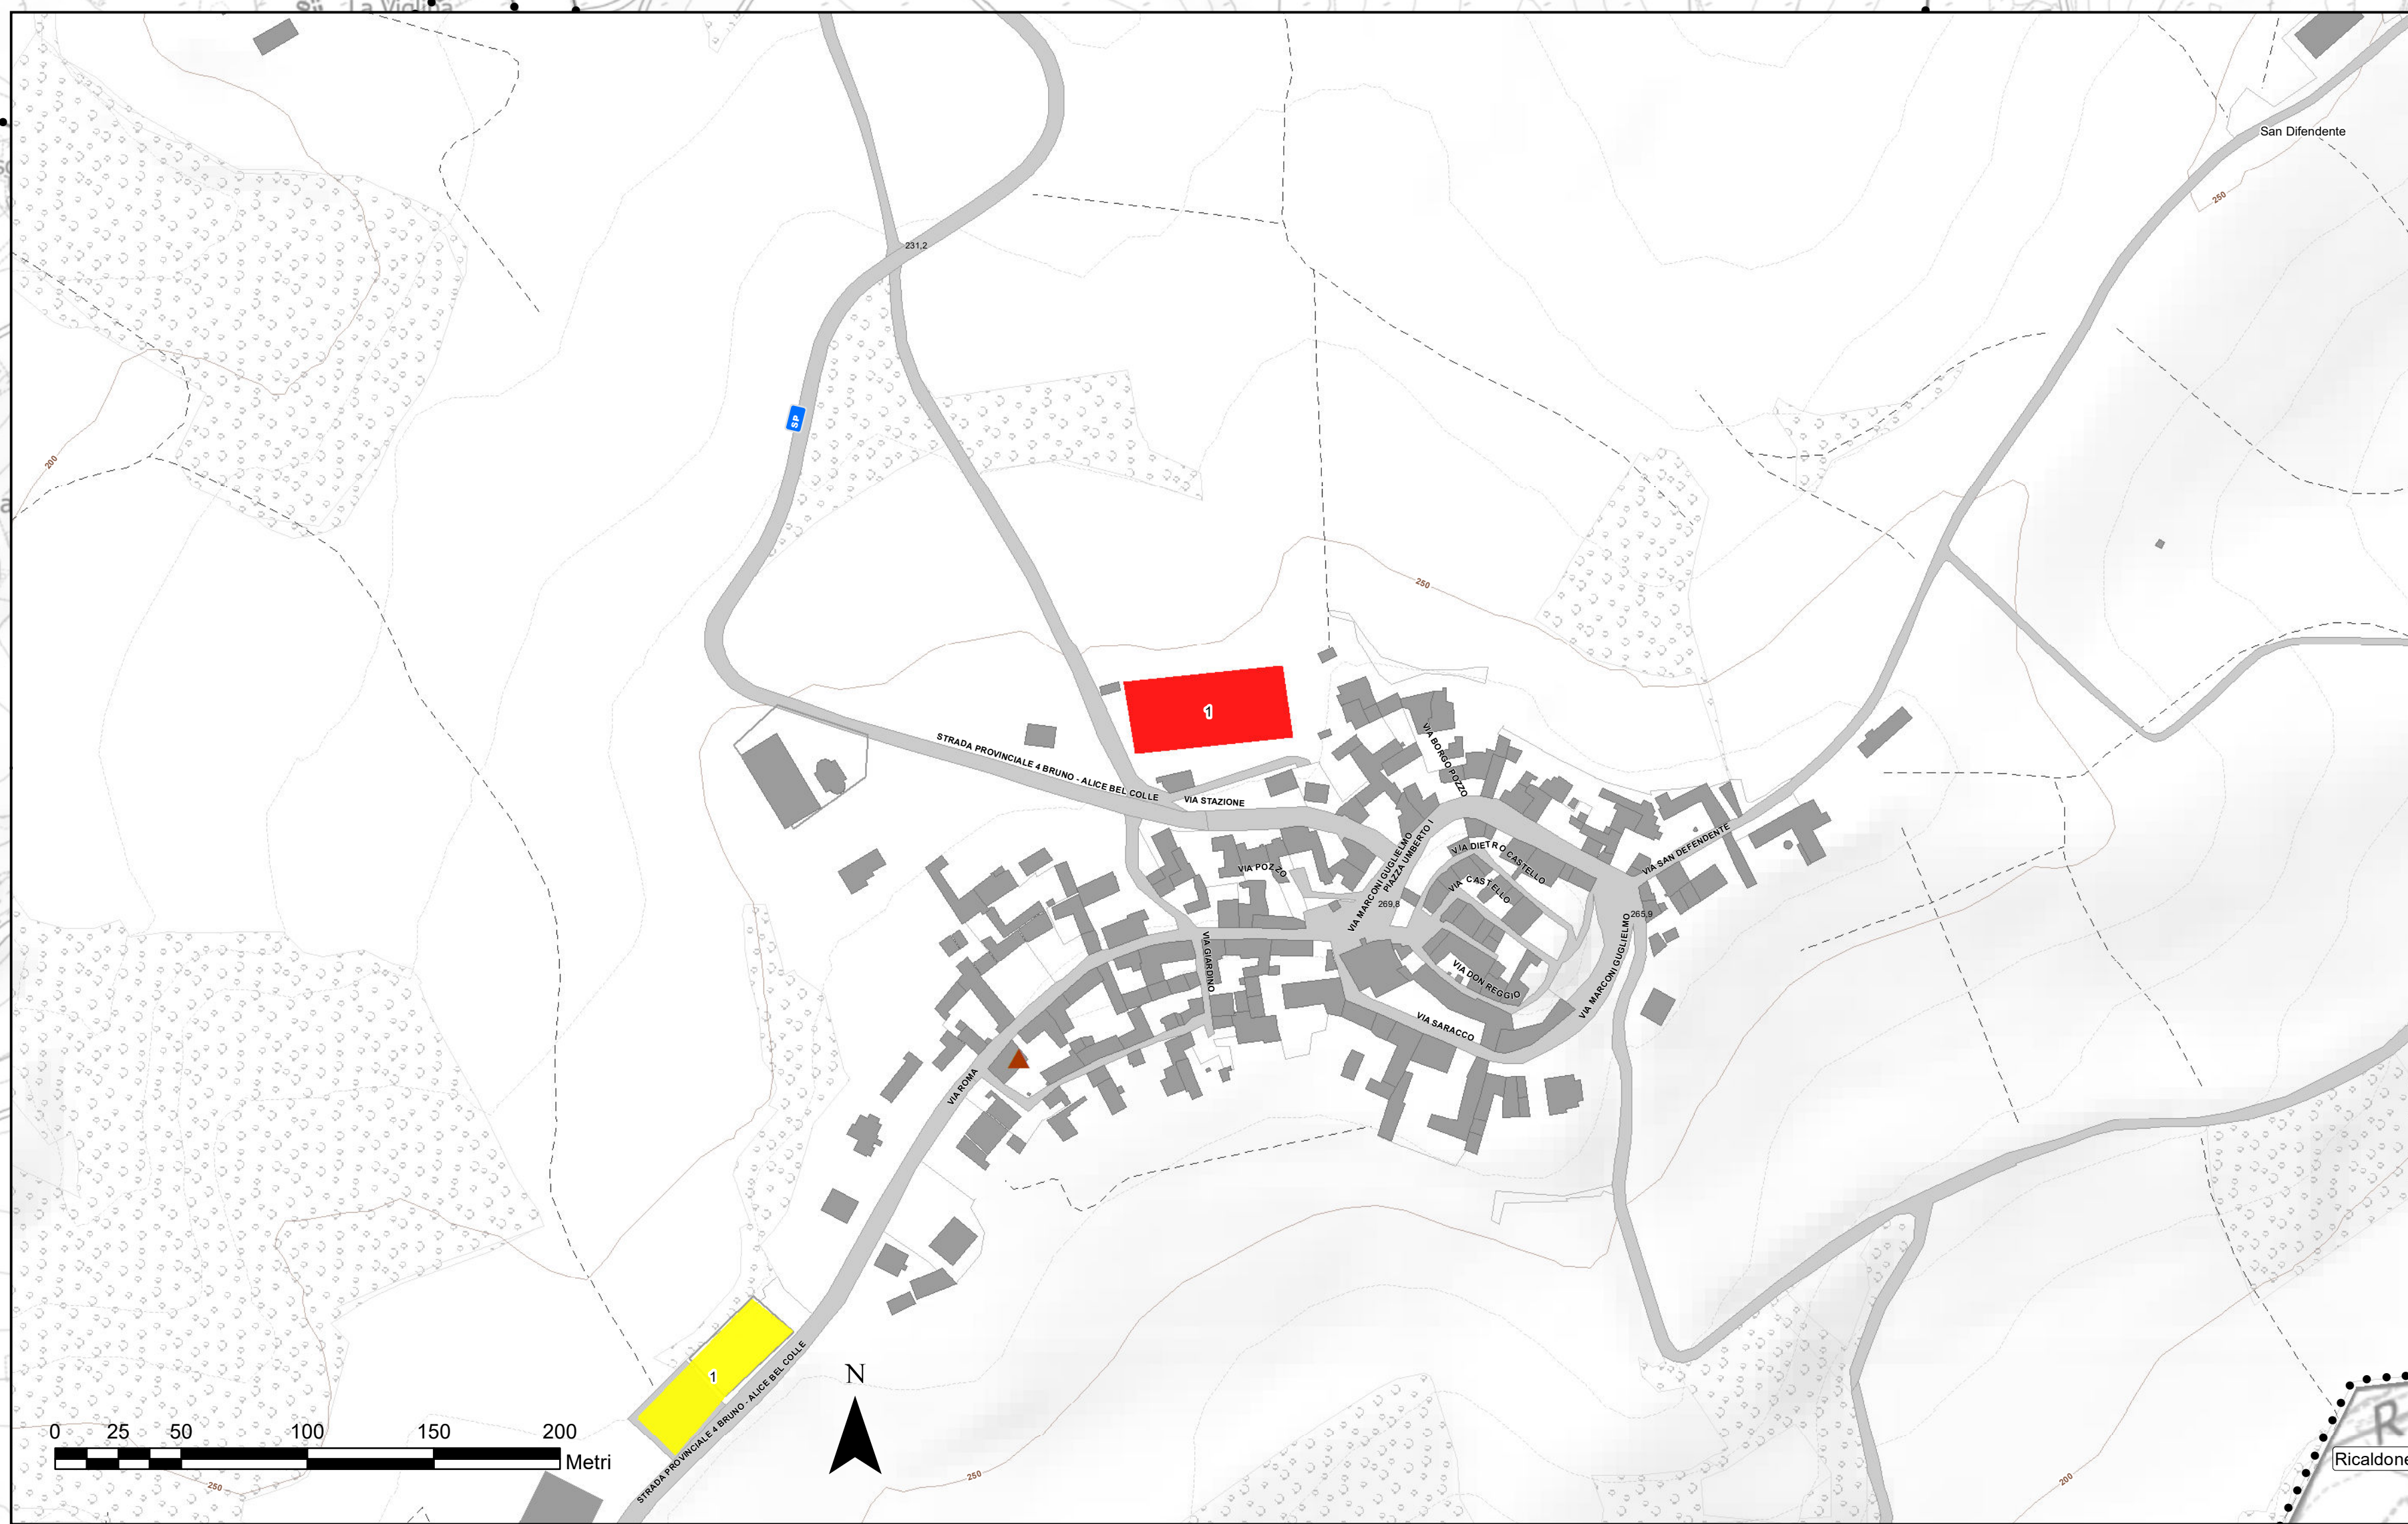 La Viglina
San Difendente
250
231,2
SP
200
250
1
STRADA PROVINCIALE 4 BRUNO - ALICE BEL COLLE
VIA STAZIONE
VIA BORGO POZZO
VIA POZZO
VIA MARCONI GUGLIELMO
PIAZZA UMBERTO I
VIA DIETRO CASTELLO
VIA CASTELLO
VIA SAN DEFENDENTE
269,8
265,9
VIA GIARDINO
VIA DON REGGIO
VIA MARCONI GUGLIELMO
VIA SARACCO
VIA ROMA
1
STRADA PROVINCIALE 4 BRUNO - ALICE BEL COLLE
N
0 25 50 100 150 200
Metri
250
250
200
R
Ricaldone